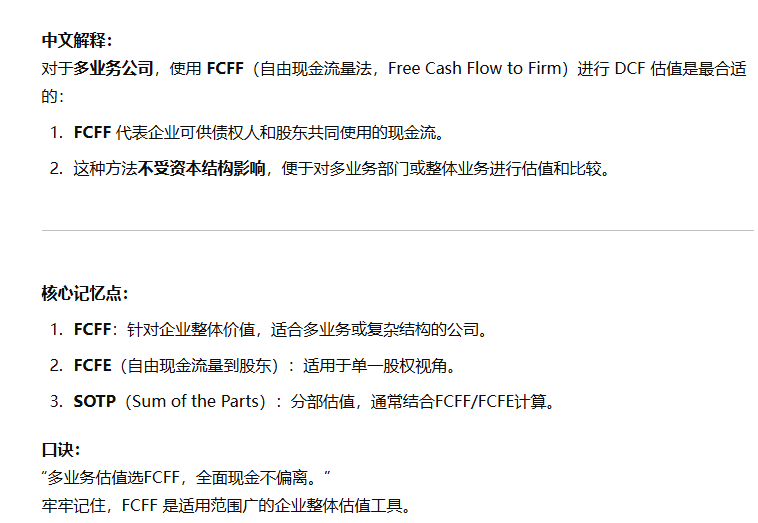 中文解释：
对于多业务公司，使用 FCFF（自由现金流量法，Free Cash Flow to Firm）进行 DCF 估值是最合适
的：
1. FCFF 代表企业可供债权人和股东共同使用的现金流。
2. 这种方法不受资本结构影响，便于对多业务部门或整体业务进行估值和比较。
核心记忆点：
1. FCFF：针对企业整体价值，适合多业务或复杂结构的公司。
2. FCFE（自由现金流量到股东）：适用于单一股权视角。
3. SOTP（Sum of the Parts）：分部估值，通常结合FCFF/FCFE计算。
口诀：
“多业务估值选FCFF，全面现金不偏离。”
牢牢记住，FCFF 是适用范围广的企业整体估值工具。